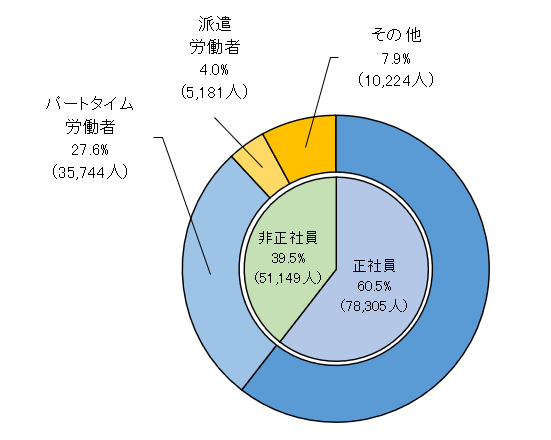 派遣
労働者
4.0%
(5,181人)
その他
7.9%
(10,224人)
パートタイム
労働者
27.6%
(35,744人)
非正社員
39.5%
(51,149人)
正社員
60.5%
(78,305人)